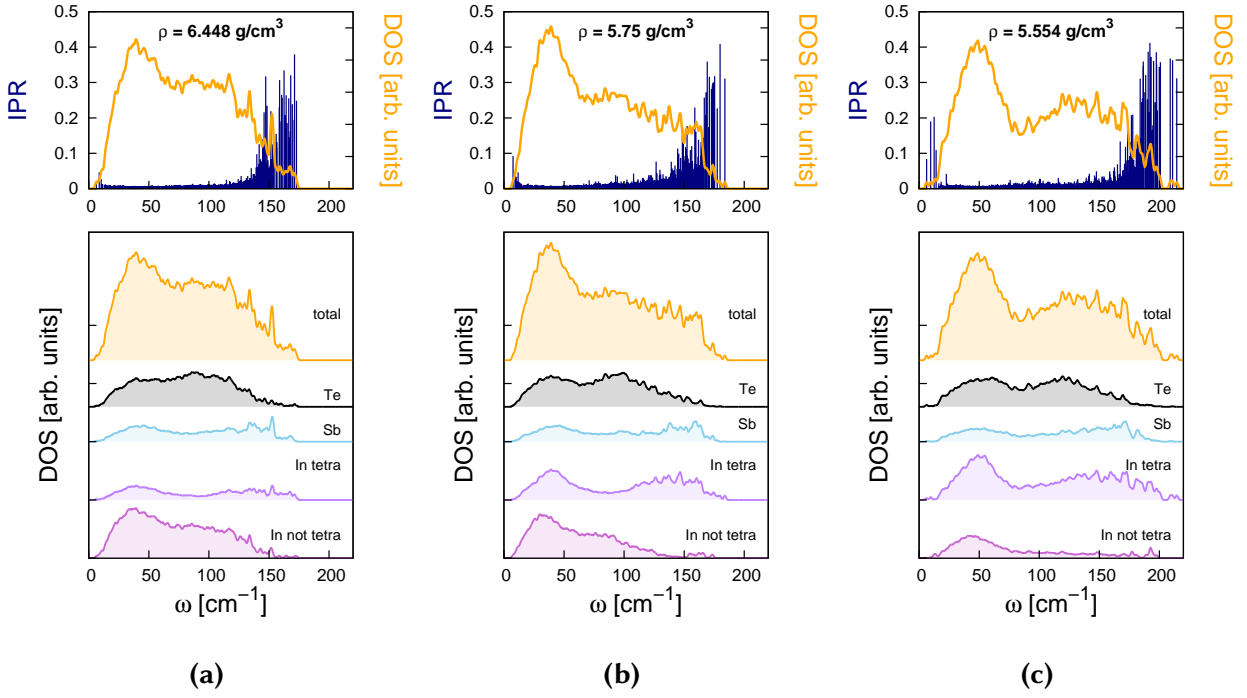 ρ = 6.448 g/cm³
IPR
0.5
0.4
0.3
0.2
0.1
0
0 50 100 150 200
DOS [arb. units]
total
Te
Sb
In tetra
In not tetra
DOS [arb. units]
0 50 100 150 200
ω [cm⁻¹]
(a)
ρ = 5.75 g/cm³
IPR
0.5
0.4
0.3
0.2
0.1
0
0 50 100 150 200
DOS [arb. units]
total
Te
Sb
In tetra
In not tetra
DOS [arb. units]
0 50 100 150 200
ω [cm⁻¹]
(b)
ρ = 5.554 g/cm³
IPR
0.5
0.4
0.3
0.2
0.1
0
0 50 100 150 200
DOS [arb. units]
total
Te
Sb
In tetra
In not tetra
DOS [arb. units]
0 50 100 150 200
ω [cm⁻¹]
(c)